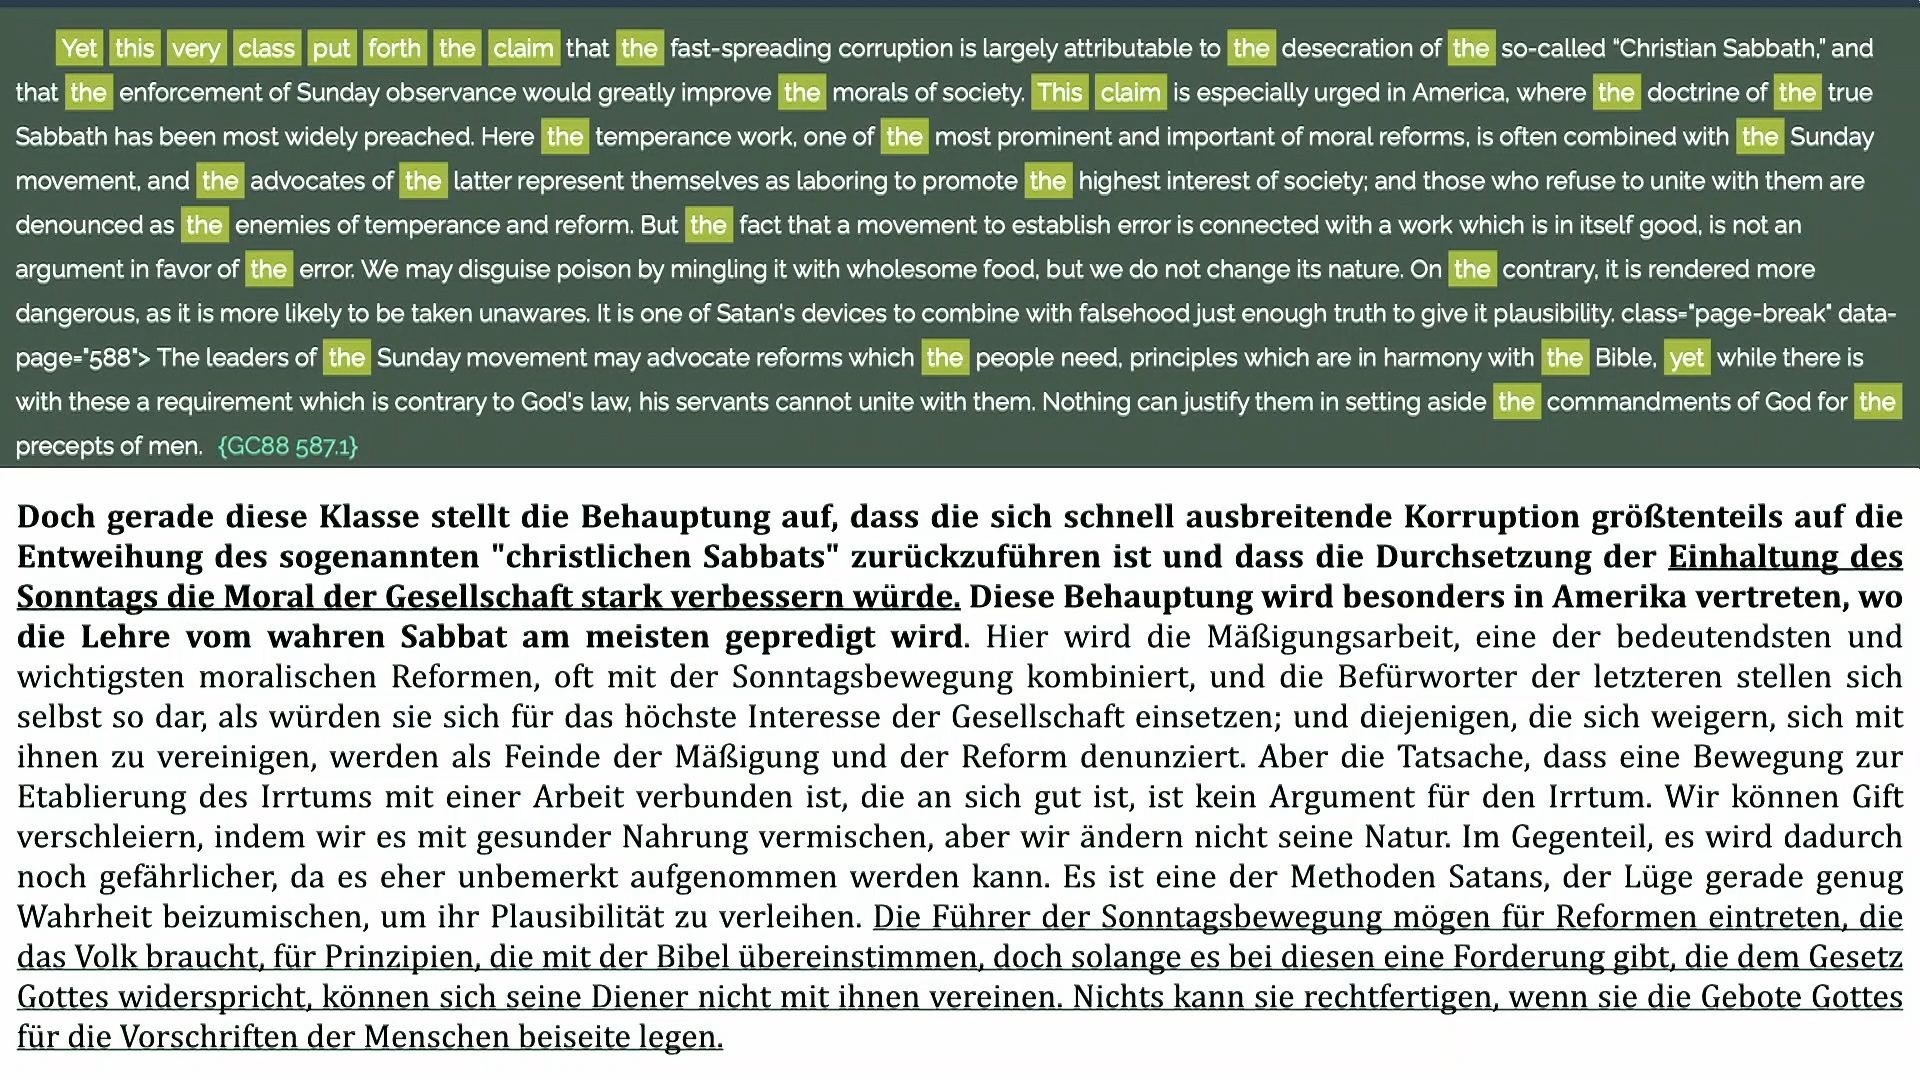 Yet this very class put forth the claim that the fast-spreading corruption is largely attributable to the desecration of the so-called “Christian Sabbath,” and
that the enforcement of Sunday observance would greatly improve the morals of society. This claim is especially urged in America, where the doctrine of the true
Sabbath has been most widely preached. Here the temperance work, one of the most prominent and important of moral reforms, is often combined with the Sunday
movement, and the advocates of the latter represent themselves as laboring to promote the highest interest of society; and those who refuse to unite with them are
denounced as the enemies of temperance and reform. But the fact that a movement to establish error is connected with a work which is in itself good, is not an
argument in favor of the error. We may disguise poison by mingling it with wholesome food, but we do not change its nature. On the contrary, it is rendered more
dangerous, as it is more likely to be taken unawares. It is one of Satan's devices to combine with falsehood just enough truth to give it plausibility. class="page-break" data-
page="588"> The leaders of the Sunday movement may advocate reforms which the people need, principles which are in harmony with the Bible, yet while there is
with these a requirement which is contrary to God's law, his servants cannot unite with them. Nothing can justify them in setting aside the commandments of God for the
precepts of men. {GC88 587.1}
Doch gerade diese Klasse stellt die Behauptung auf, dass die sich schnell ausbreitende Korruption größtenteils auf die
Entweihung des sogenannten "christlichen Sabbats" zurückzuführen ist und dass die Durchsetzung der Einhaltung des
Sonntags die Moral der Gesellschaft stark verbessern würde. Diese Behauptung wird besonders in Amerika vertreten, wo
die Lehre vom wahren Sabbat am meisten gepredigt wird. Hier wird die Mäßigungsarbeit, eine der bedeutendsten und
wichtigsten moralischen Reformen, oft mit der Sonntagsbewegung kombiniert, und die Befürworter der letzteren stellen sich
selbst so dar, als würden sie sich für das höchste Interesse der Gesellschaft einsetzen; und diejenigen, die sich weigern, sich mit
ihnen zu vereinigen, werden als Feinde der Mäßigung und der Reform denunziert. Aber die Tatsache, dass eine Bewegung zur
Etablierung des Irrtums mit einer Arbeit verbunden ist, die an sich gut ist, ist kein Argument für den Irrtum. Wir können Gift
verschleiern, indem wir es mit gesunder Nahrung vermischen, aber wir ändern nicht seine Natur. Im Gegenteil, es wird dadurch
noch gefährlicher, da es eher unbemerkt aufgenommen werden kann. Es ist eine der Methoden Satans, der Lüge gerade genug
Wahrheit beizumischen, um ihr Plausibilität zu verleihen. Die Führer der Sonntagsbewegung mögen für Reformen eintreten, die
das Volk braucht, für Prinzipien, die mit der Bibel übereinstimmen, doch solange es bei diesen eine Forderung gibt, die dem Gesetz
Gottes widerspricht, können sich seine Diener nicht mit ihnen vereinen. Nichts kann sie rechtfertigen, wenn sie die Gebote Gottes
für die Vorschriften der Menschen beiseite legen.